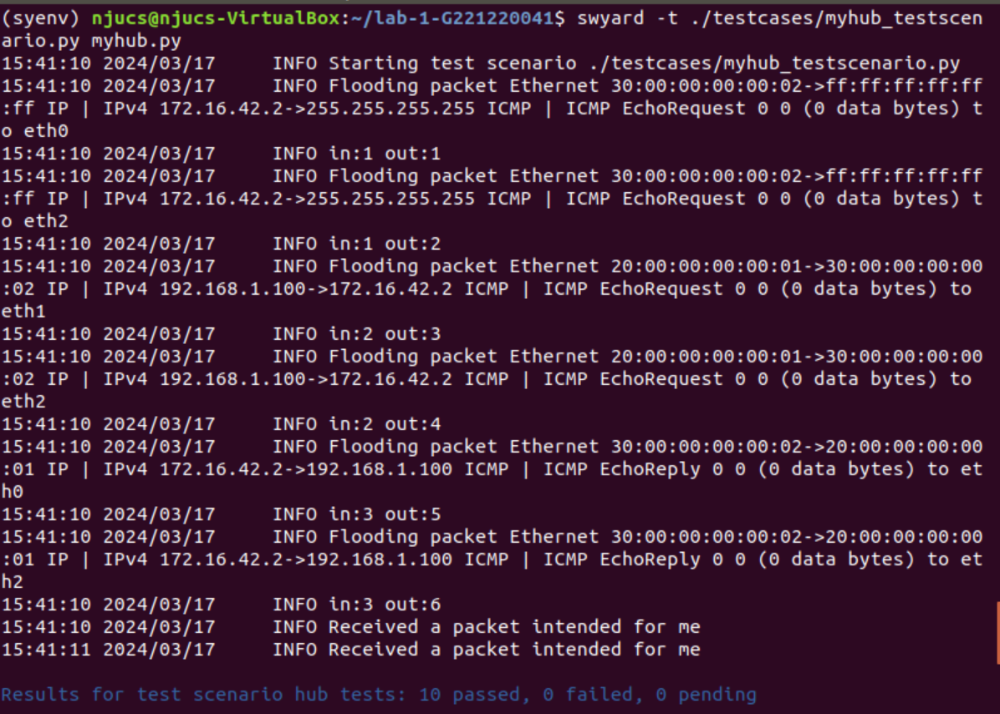 (syenv) njucs@njucs-VirtualBox:~/lab-1-G221220041$ swyard -t ./testcases/myhub_testscen
ario.py myhub.py
15:41:10 2024/03/17     INFO Starting test scenario ./testcases/myhub_testscenario.py
15:41:10 2024/03/17     INFO Flooding packet Ethernet 30:00:00:00:00:02->ff:ff:ff:ff:ff
:ff IP | IPv4 172.16.42.2->255.255.255.255 ICMP | ICMP EchoRequest 0 0 (0 data bytes) t
o eth0
15:41:10 2024/03/17     INFO in:1 out:1
15:41:10 2024/03/17     INFO Flooding packet Ethernet 30:00:00:00:00:02->ff:ff:ff:ff:ff
:ff IP | IPv4 172.16.42.2->255.255.255.255 ICMP | ICMP EchoRequest 0 0 (0 data bytes) t
o eth2
15:41:10 2024/03/17     INFO in:1 out:2
15:41:10 2024/03/17     INFO Flooding packet Ethernet 20:00:00:00:00:01->30:00:00:00:00
:02 IP | IPv4 192.168.1.100->172.16.42.2 ICMP | ICMP EchoRequest 0 0 (0 data bytes) to
eth1
15:41:10 2024/03/17     INFO in:2 out:3
15:41:10 2024/03/17     INFO Flooding packet Ethernet 20:00:00:00:00:01->30:00:00:00:00
:02 IP | IPv4 192.168.1.100->172.16.42.2 ICMP | ICMP EchoRequest 0 0 (0 data bytes) to
eth2
15:41:10 2024/03/17     INFO in:2 out:4
15:41:10 2024/03/17     INFO Flooding packet Ethernet 30:00:00:00:00:02->20:00:00:00:00
:01 IP | IPv4 172.16.42.2->192.168.1.100 ICMP | ICMP EchoReply 0 0 (0 data bytes) to et
h0
15:41:10 2024/03/17     INFO in:3 out:5
15:41:10 2024/03/17     INFO Flooding packet Ethernet 30:00:00:00:00:02->20:00:00:00:00
:01 IP | IPv4 172.16.42.2->192.168.1.100 ICMP | ICMP EchoReply 0 0 (0 data bytes) to et
h2
15:41:10 2024/03/17     INFO in:3 out:6
15:41:10 2024/03/17     INFO Received a packet intended for me
15:41:11 2024/03/17     INFO Received a packet intended for me
Results for test scenario hub tests: 10 passed, 0 failed, 0 pending